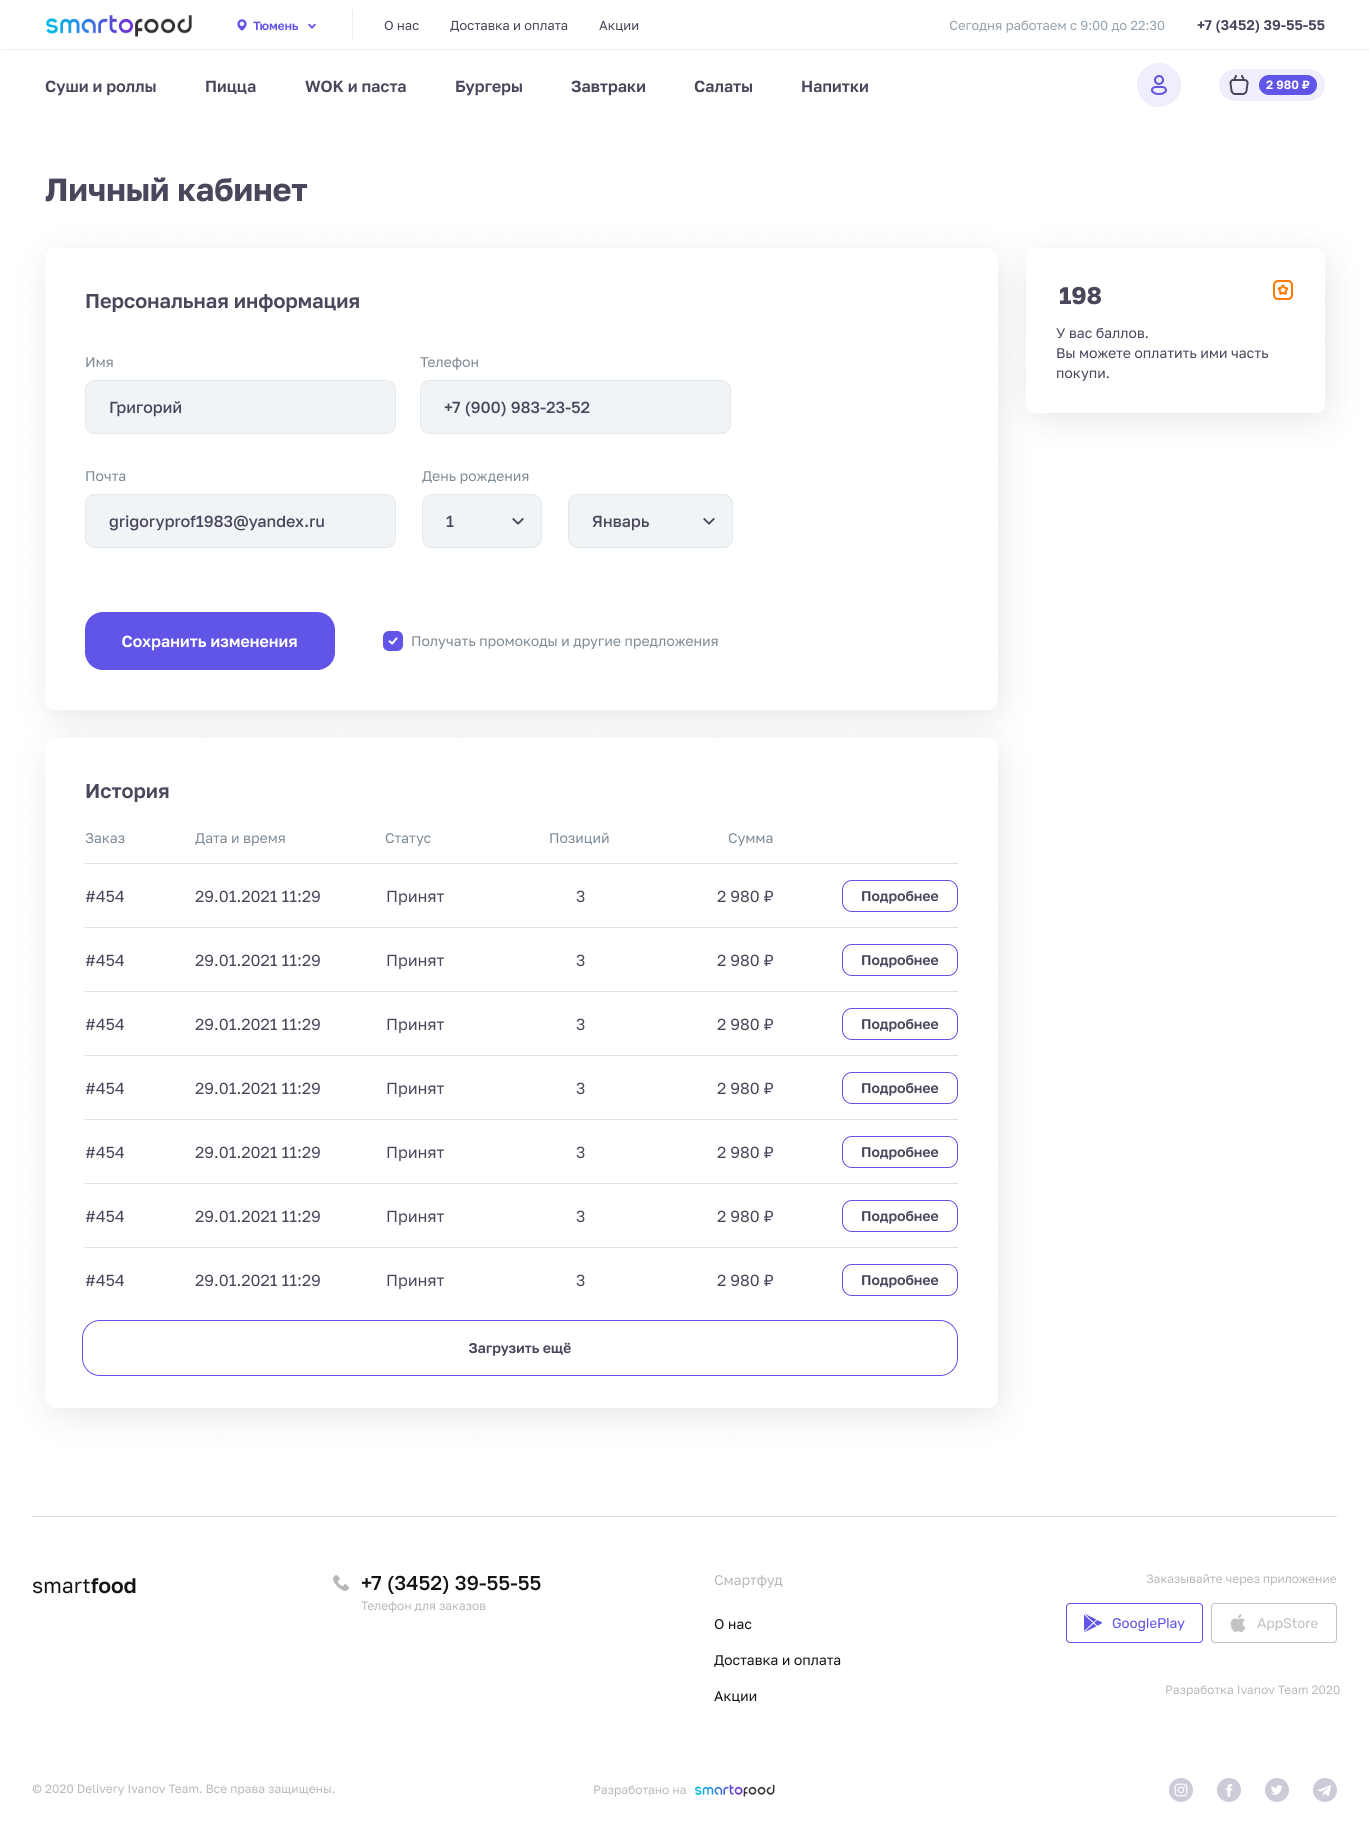 smartofood
Тюмень
О нас
Доставка и оплата
Акции
Сегодня работаем с 9:00 до 22:30
+7 (3452) 39-55-55
Суши и роллы
Пицца
WOK и паста
Бургеры
Завтраки
Салаты
Напитки
2 980 ₽
Личный кабинет
Персональная информация
Имя
Телефон
Григорий
+7 (900) 983-23-52
Почта
День рождения
grigoryprof1983@yandex.ru
1
Январь
Сохранить изменения
Получать промокоды и другие предложения
198
У вас баллов.
Вы можете оплатить ими часть
покупи.
История
Заказ Дата и время Статус Позиций Сумма
#454 29.01.2021 11:29 Принят 3 2 980 ₽ Подробнее
#454 29.01.2021 11:29 Принят 3 2 980 ₽ Подробнее
#454 29.01.2021 11:29 Принят 3 2 980 ₽ Подробнее
#454 29.01.2021 11:29 Принят 3 2 980 ₽ Подробнее
#454 29.01.2021 11:29 Принят 3 2 980 ₽ Подробнее
#454 29.01.2021 11:29 Принят 3 2 980 ₽ Подробнее
#454 29.01.2021 11:29 Принят 3 2 980 ₽ Подробнее
Загрузить ещё
smartfood
+7 (3452) 39-55-55
Телефон для заказов
Смартфуд
О нас
Доставка и оплата
Акции
Заказывайте через приложение
GooglePlay
AppStore
Разработка Ivanov Team 2020
© 2020 Delivery Ivanov Team. Все права защищены.
Разработано на smartofood